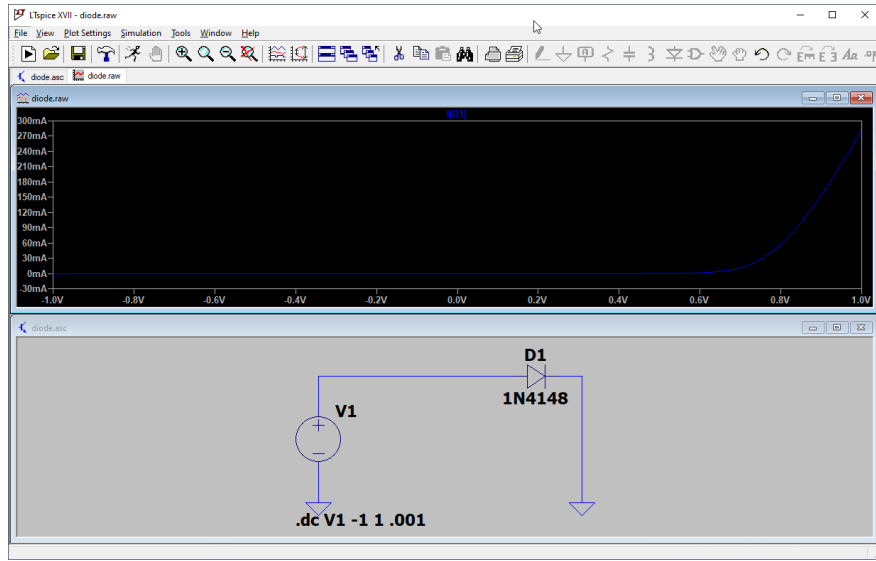 LTspice XVII - diode.raw
File View Plot Settings Simulation Tools Window Help
diode.asc diode.raw
diode.raw
I(D1)
300mA
270mA
240mA
210mA
180mA
150mA
120mA
90mA
60mA
30mA
0mA
-30mA
-1.0V -0.8V -0.6V -0.4V -0.2V 0.0V 0.2V 0.4V 0.6V 0.8V 1.0V
diode.asc
D1
1N4148
V1
.dc V1 -1 1 .001